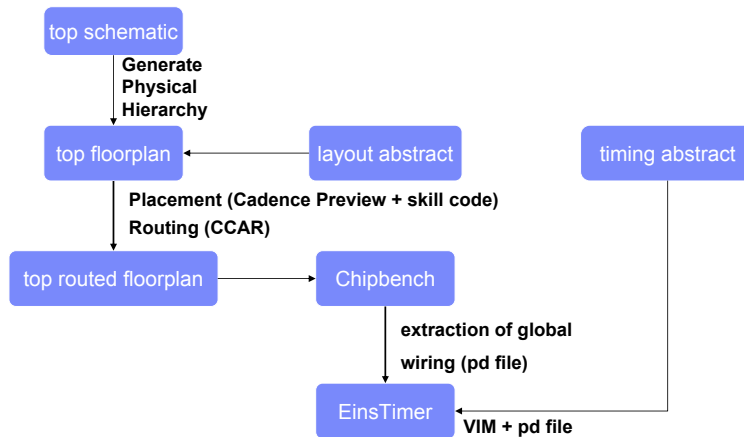 top schematic
Generate
Physical
Hierarchy
top floorplan
layout abstract
timing abstract
Placement (Cadence Preview + skill code)
Routing (CCAR)
top routed floorplan
Chipbench
extraction of global
wiring (pd file)
EinsTimer
VIM + pd file